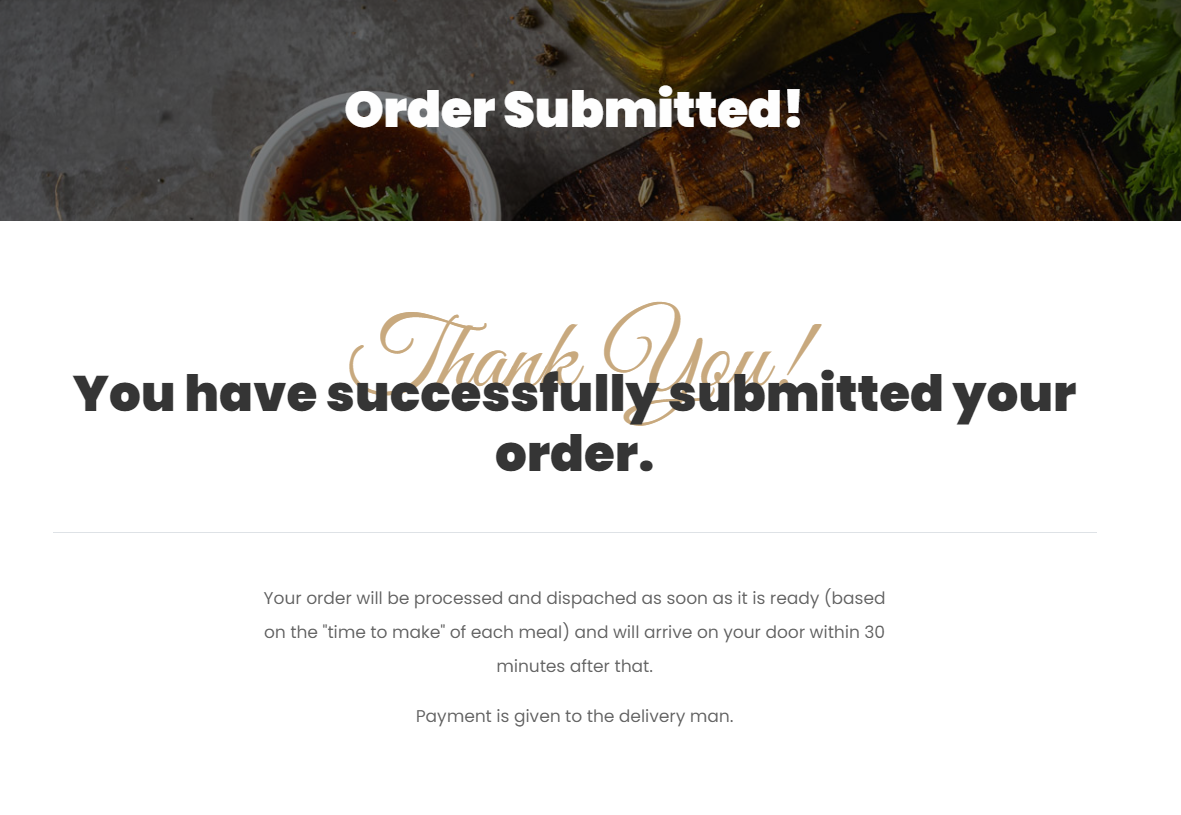 Order Submitted!
Thank You!
You have successfully submitted your
order.
Your order will be processed and dispached as soon as it is ready (based
on the "time to make" of each meal) and will arrive on your door within 30
minutes after that.
Payment is given to the delivery man.